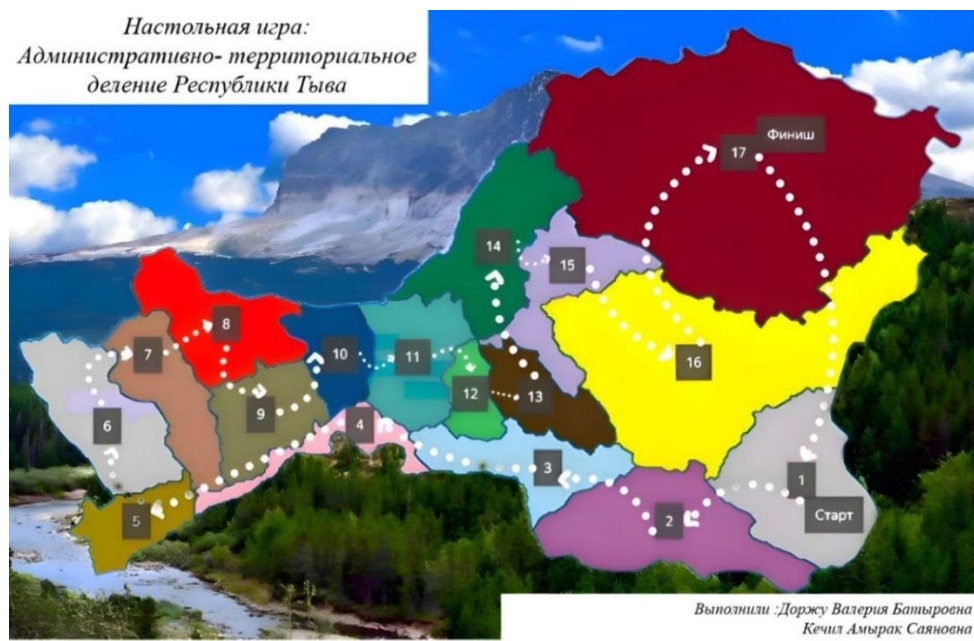 Настольная игра:
Административно- территориальное
деление Республики Тыва
Финиш
17
14
15
8
7
10
11
16
12
13
9
6
4
3
1
5
2
Старт
Выполнили :Доржу Валерия Батыровна
Кечил Амырак Саяновна